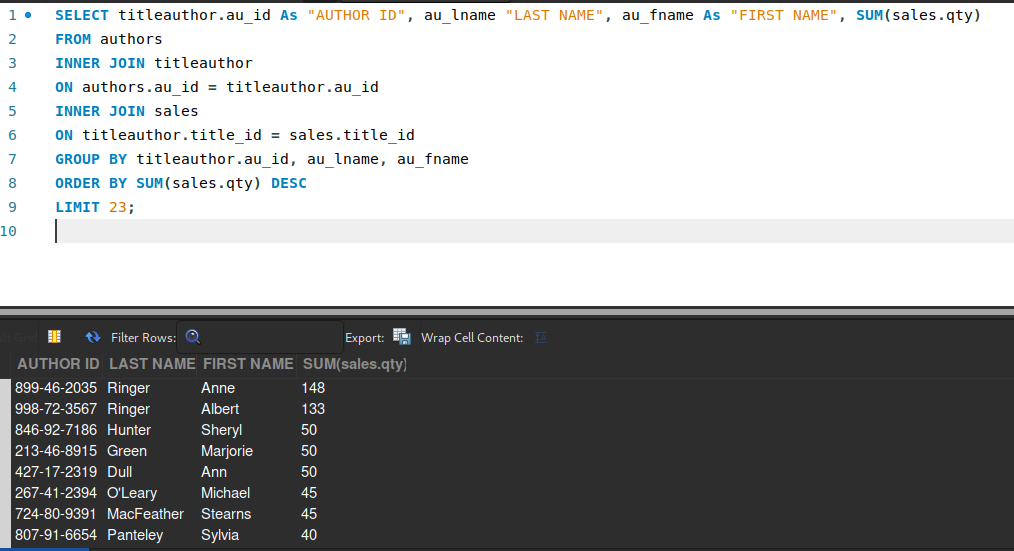 1 SELECT titleauthor.au_id As "AUTHOR ID", au_lname "LAST NAME", au_fname As "FIRST NAME", SUM(sales.qty)
2 FROM authors
3 INNER JOIN titleauthor
4 ON authors.au_id = titleauthor.au_id
5 INNER JOIN sales
6 ON titleauthor.title_id = sales.title_id
7 GROUP BY titleauthor.au_id, au_lname, au_fname
8 ORDER BY SUM(sales.qty) DESC
9 LIMIT 23;
10
Filter Rows: Export: Wrap Cell Content:
AUTHOR ID LAST NAME FIRST NAME SUM(sales.qty)
899-46-2035 Ringer Anne 148
998-72-3567 Ringer Albert 133
846-92-7186 Hunter Sheryl 50
213-46-8915 Green Marjorie 50
427-17-2319 Dull Ann 50
267-41-2394 O'Leary Michael 45
724-80-9391 MacFeather Stearns 45
807-91-6654 Panteley Sylvia 40